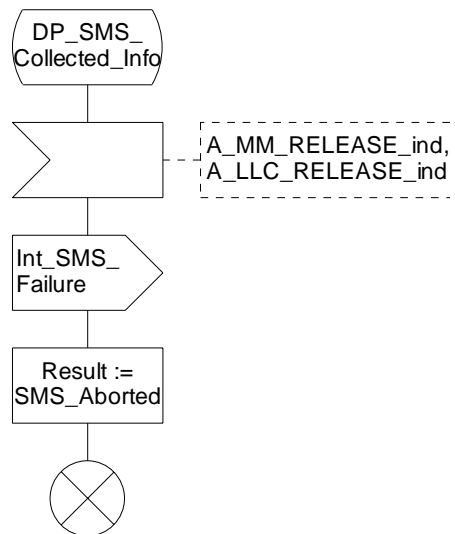 DP_SMS_
Collected_Info
A_MM_RELEASE_ind,
A_LLC_RELEASE_ind
Int_SMS_
Failure
Result :=
SMS_Aborted